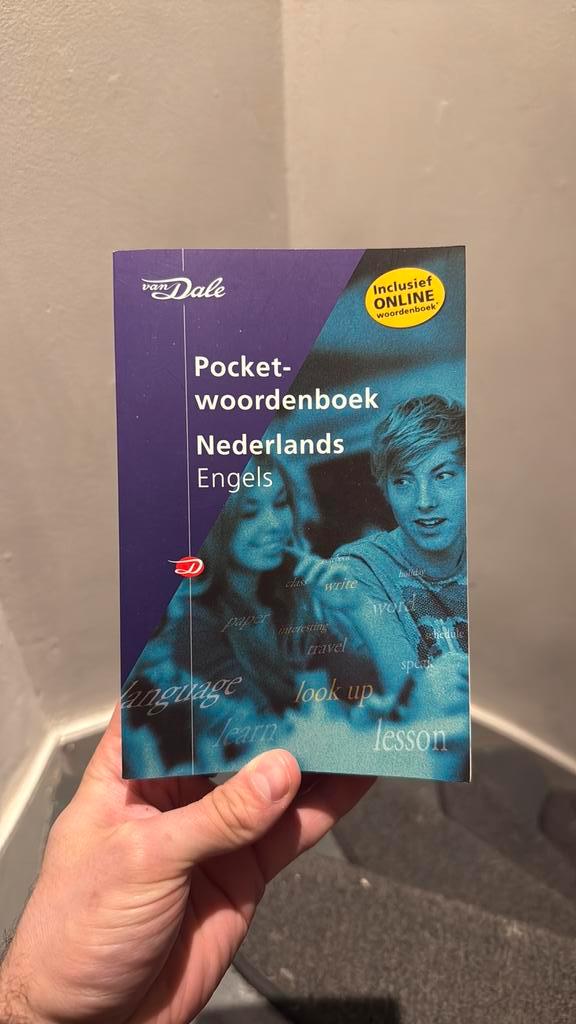 van Dale
Inclusief
ONLINE
woordenboek*
Pocket-
woordenboek
Nederlands
Engels
class
write
holiday
paper
interesting
word
travel
schedule
speak
language
look up
learn
lesson